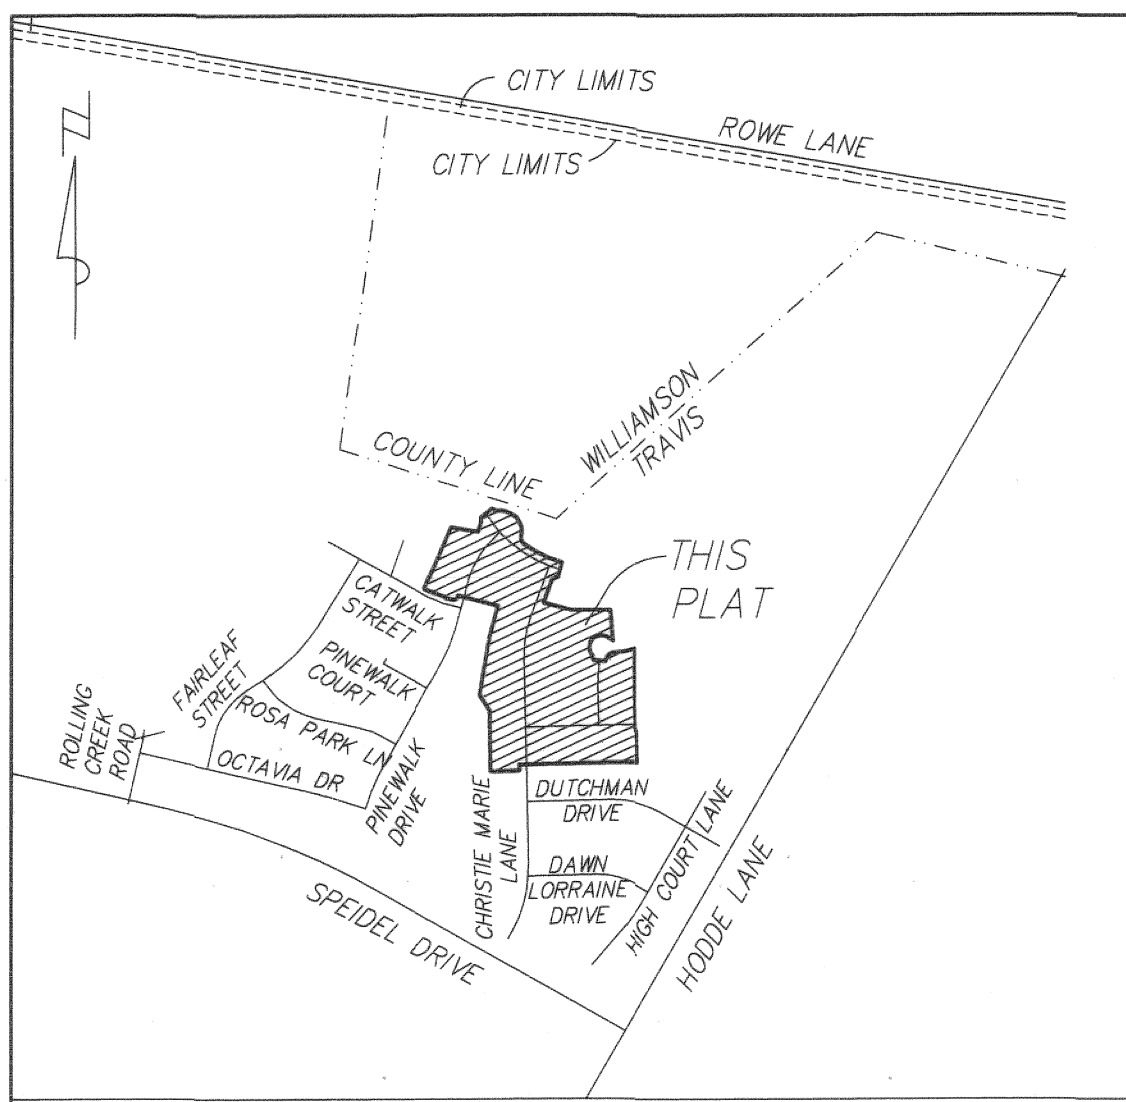 CITY LIMITS
ROWE LANE
CITY LIMITS
N
WILLIAMSON
TRAVIS
COUNTY LINE
THIS
PLAT
CATWALK
STREET
PINEWALK
COURT
FAIRLEAF
STREET
ROSA PARK LN
ROLLING
CREEK
ROAD
OCTAVIA DR
PINEWALK
DRIVE
CHRISTIE MARIE
LANE
DUTCHMAN
DRIVE
DAWN
LORRAINE
DRIVE
HIGH COURT LANE
HODDE LANE
SPEIDEL DRIVE